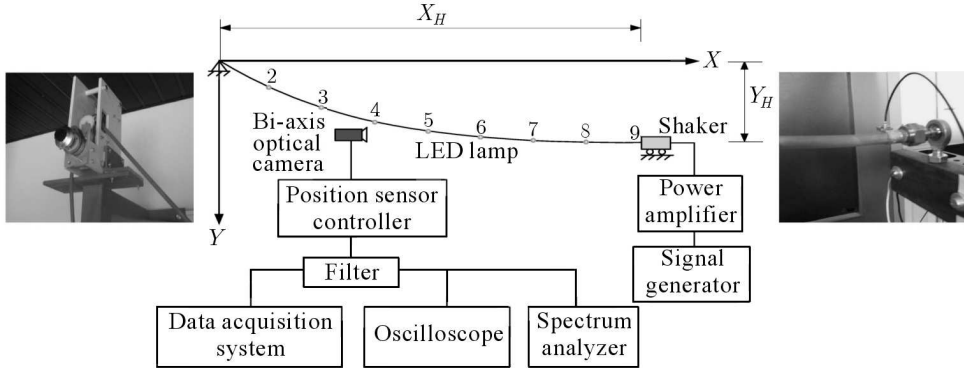 X_H
X
Y_H
Y
2
3
4
5
6
7
8
9
Shaker
Bi-axis
optical
camera
LED lamp
Position sensor
controller
Power
amplifier
Filter
Signal
generator
Data acquisition
system
Oscilloscope
Spectrum
analyzer